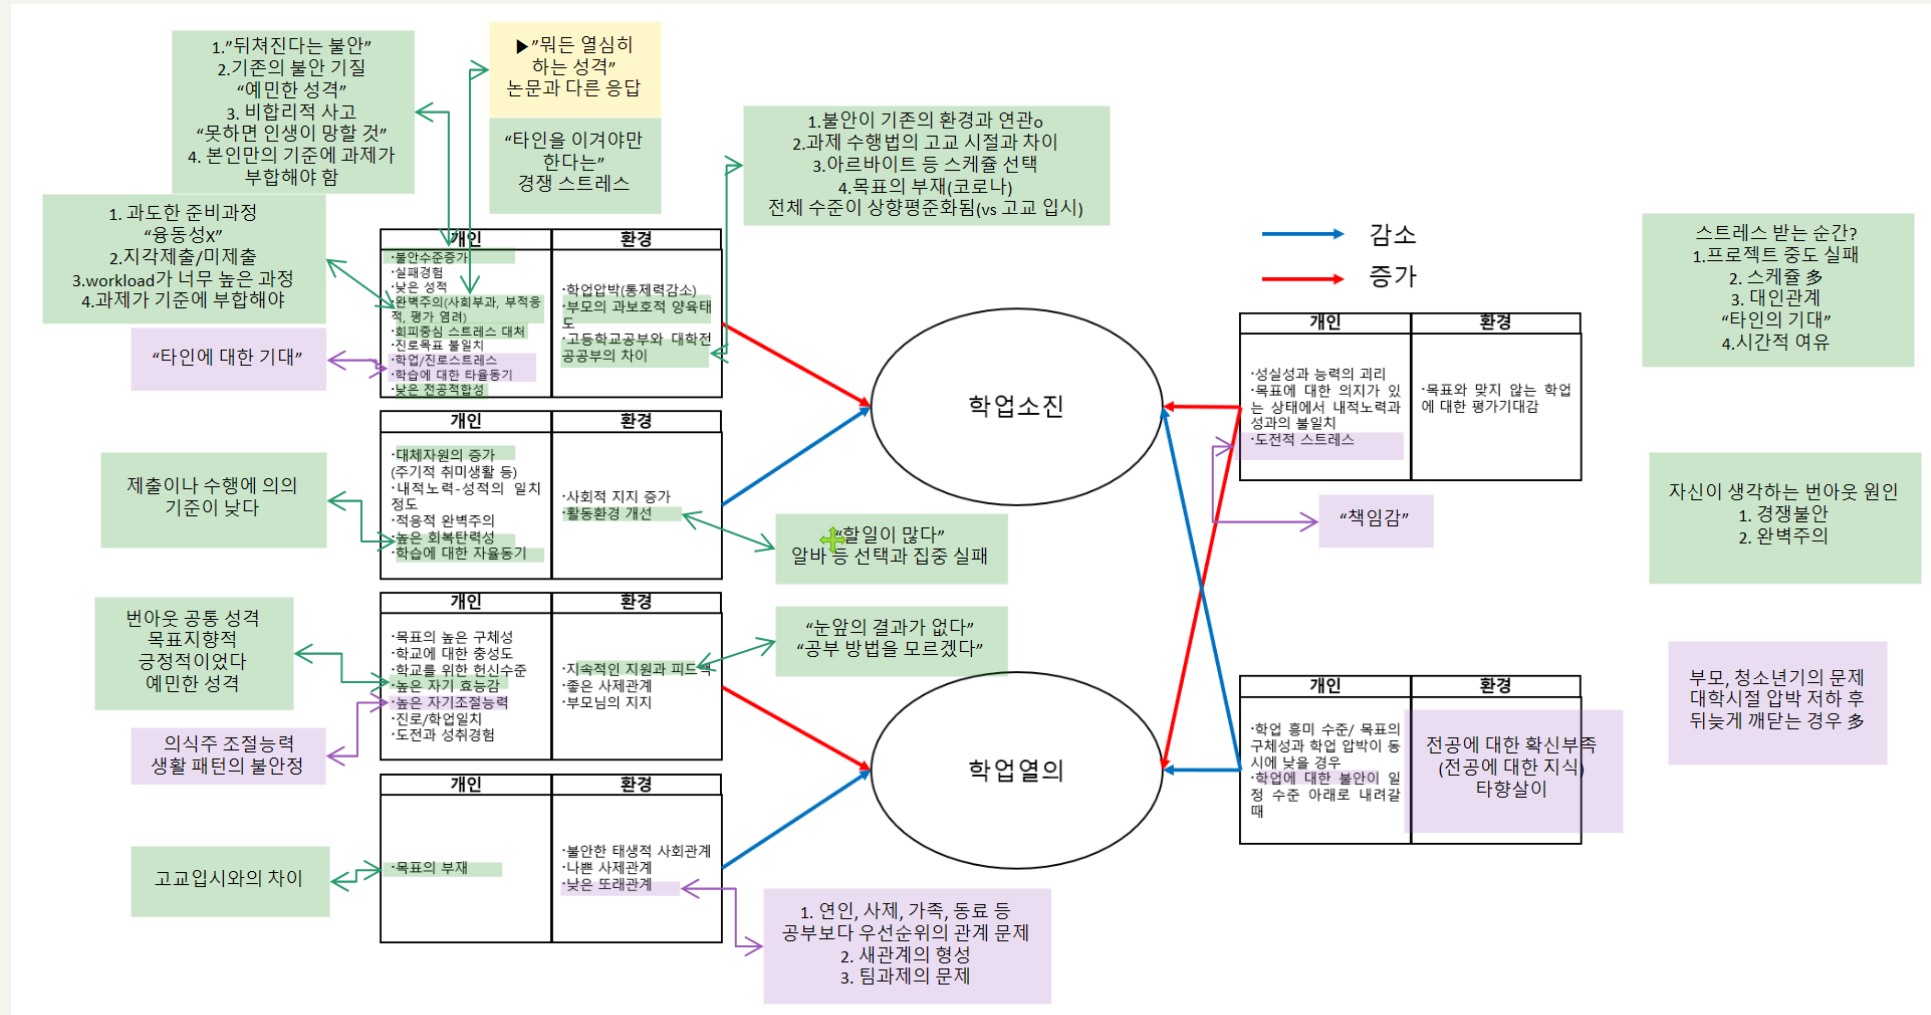 1.”뒤쳐진다는 불안”
2.기존의 불안 기질
“예민한 성격”
3. 비합리적 사고
“못하면 인생이 망할 것”
4. 본인만의 기준에 과제가
부합해야 함
▶”뭐든 열심히
하는 성격”
논문과 다른 응답
“타인을 이겨야만
한다는”
경쟁 스트레스
1.불안이 기존의 환경과 연관o
2.과제 수행법의 고교 시절과 차이
3.아르바이트 등 스케쥴 선택
4.목표의 부재(코로나)
전체 수준이 상향평준화됨(vs 고교 입시)
1. 과도한 준비과정
“융동성X”
2.지각제출/미제출
3.workload가 너무 높은 과정
4.과제가 기준에 부합해야
“타인에 대한 기대”
개인
환경
·불안수준증가
·실패경험
·낮은 성적
·완벽주의(사회부과, 부적응
적, 평가 염려)
·회피중심 스트레스 대처
·진로목표 불일치
·학업/진로스트레스
·학습에 대한 타율동기
·낮은 전공적합성
·학업압박(통제력감소)
·부모의 과보호적 양육태
도
·고등학교공부와 대학전
공공부의 차이
감소
증가
학업소진
스트레스 받는 순간?
1.프로젝트 중도 실패
2. 스케쥴 多
3. 대인관계
“타인의 기대”
4.시간적 여유
개인
환경
·성실성과 능력의 괴리
·목표에 대한 의지가 있
는 상태에서 내적노력과
성과의 불일치
·도전적 스트레스
·목표와 맞지 않는 학업
에 대한 평가기대감
“책임감”
자신이 생각하는 번아웃 원인
1. 경쟁불안
2. 완벽주의
제출이나 수행에 의의
기준이 낮다
개인
환경
·대체자원의 증가
(주기적 취미생활 등)
·내적노력-성적의 일치
정도
·적응적 완벽주의
·높은 회복탄력성
·학습에 대한 자율동기
·사회적 지지 증가
·활동환경 개선
“할일이 많다”
알바 등 선택과 집중 실패
번아웃 공통 성격
목표지향적
긍정적이었다
예민한 성격
의식주 조절능력
생활 패턴의 불안정
개인
환경
·목표의 높은 구체성
·학교에 대한 충성도
·학교를 위한 헌신수준
·높은 자기 효능감
·높은 자기조절능력
·진로/학업일치
·도전과 성취경험
·지속적인 지원과 피드백
·좋은 사제관계
·부모님의 지지
“눈앞의 결과가 없다”
“공부 방법을 모르겠다”
학업열의
부모, 청소년기의 문제
대학시절 압박 저하 후
뒤늦게 깨닫는 경우 多
개인
환경
·학업 흥미 수준/ 목표의
구체성과 학업 압박이 동
시에 낮을 경우
·학업에 대한 불안이 일
정 수준 아래로 내려갈
때
전공에 대한 확신부족
(전공에 대한 지식)
타향살이
고교입시와의 차이
개인
환경
·목표의 부재
·불안한 태생적 사회관계
·나쁜 사제관계
·낮은 또래관계
1. 연인, 사제, 가족, 동료 등
공부보다 우선순위의 관계 문제
2. 새관계의 형성
3. 팀과제의 문제